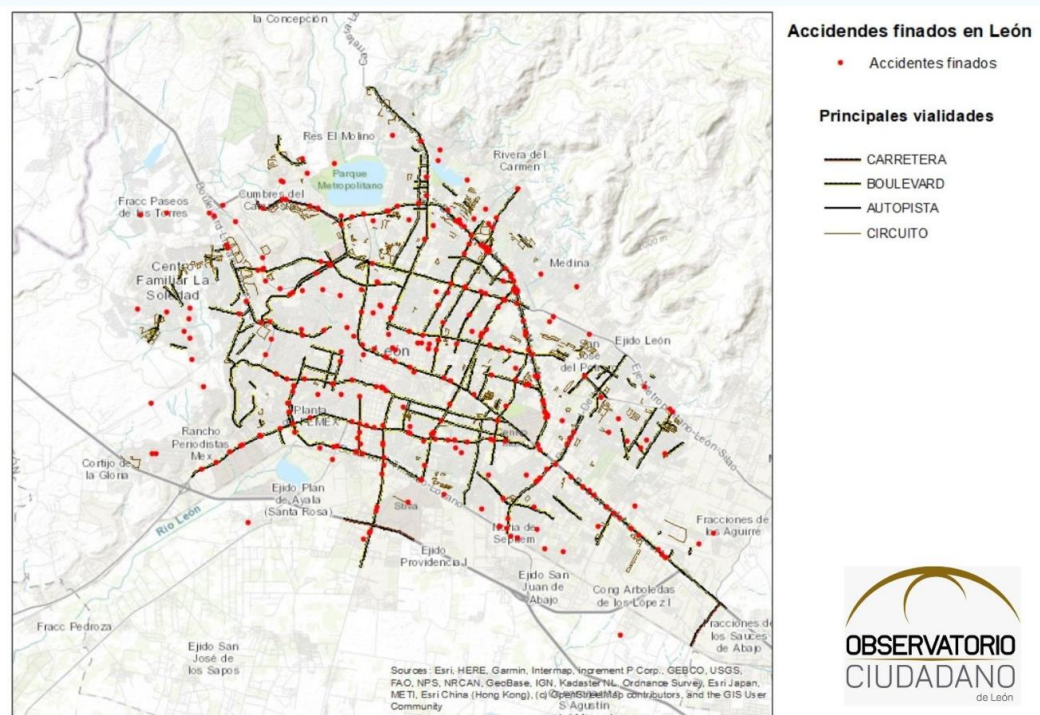 la Concepción
Res El Molino
Parque
Metropolitano
Rivera del
Carmen
Fracc Paseos
de las Torres
Cumbres del
Centro
Familiar La
Soledad
Medina
León
San
José
Ejido León
Planta
Rancho
Periodistas
Mex
Cortijo de
la Gloria
Ejido Plan
de Ayala
(Santa Rosa)
Río León
Ejido
Providencia
Fracciones de
los Aguirre
Ejido San
Juan de
Abajo
Cong Arboledas
de los López I
Fracciones de
los Sauces
de Abajo
Fracc Pedroza
Ejido San
José de
los Sapos
Sources: Esri, HERE, Garmin, Intermap, increment P Corp., GEBCO, USGS,
FAO, NPS, NRCAN, GeoBase, IGN, Kadaster NL, Ordnance Survey, Esri Japan,
METI, Esri China (Hong Kong), (c) OpenStreetMap contributors, and the GIS User
Community
S Agustin
Accidendes finados en León
Accidentes finados
Principales vialidades
CARRETERA
BOULEVARD
AUTOPISTA
CIRCUITO
OBSERVATORIO
CIUDADANO
de León